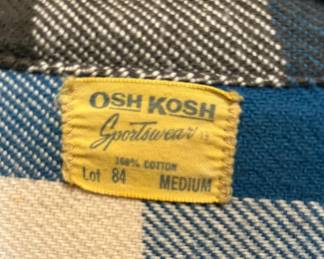 OSH KOSH
Sportswear
100% COTTON
Lot 84 MEDIUM